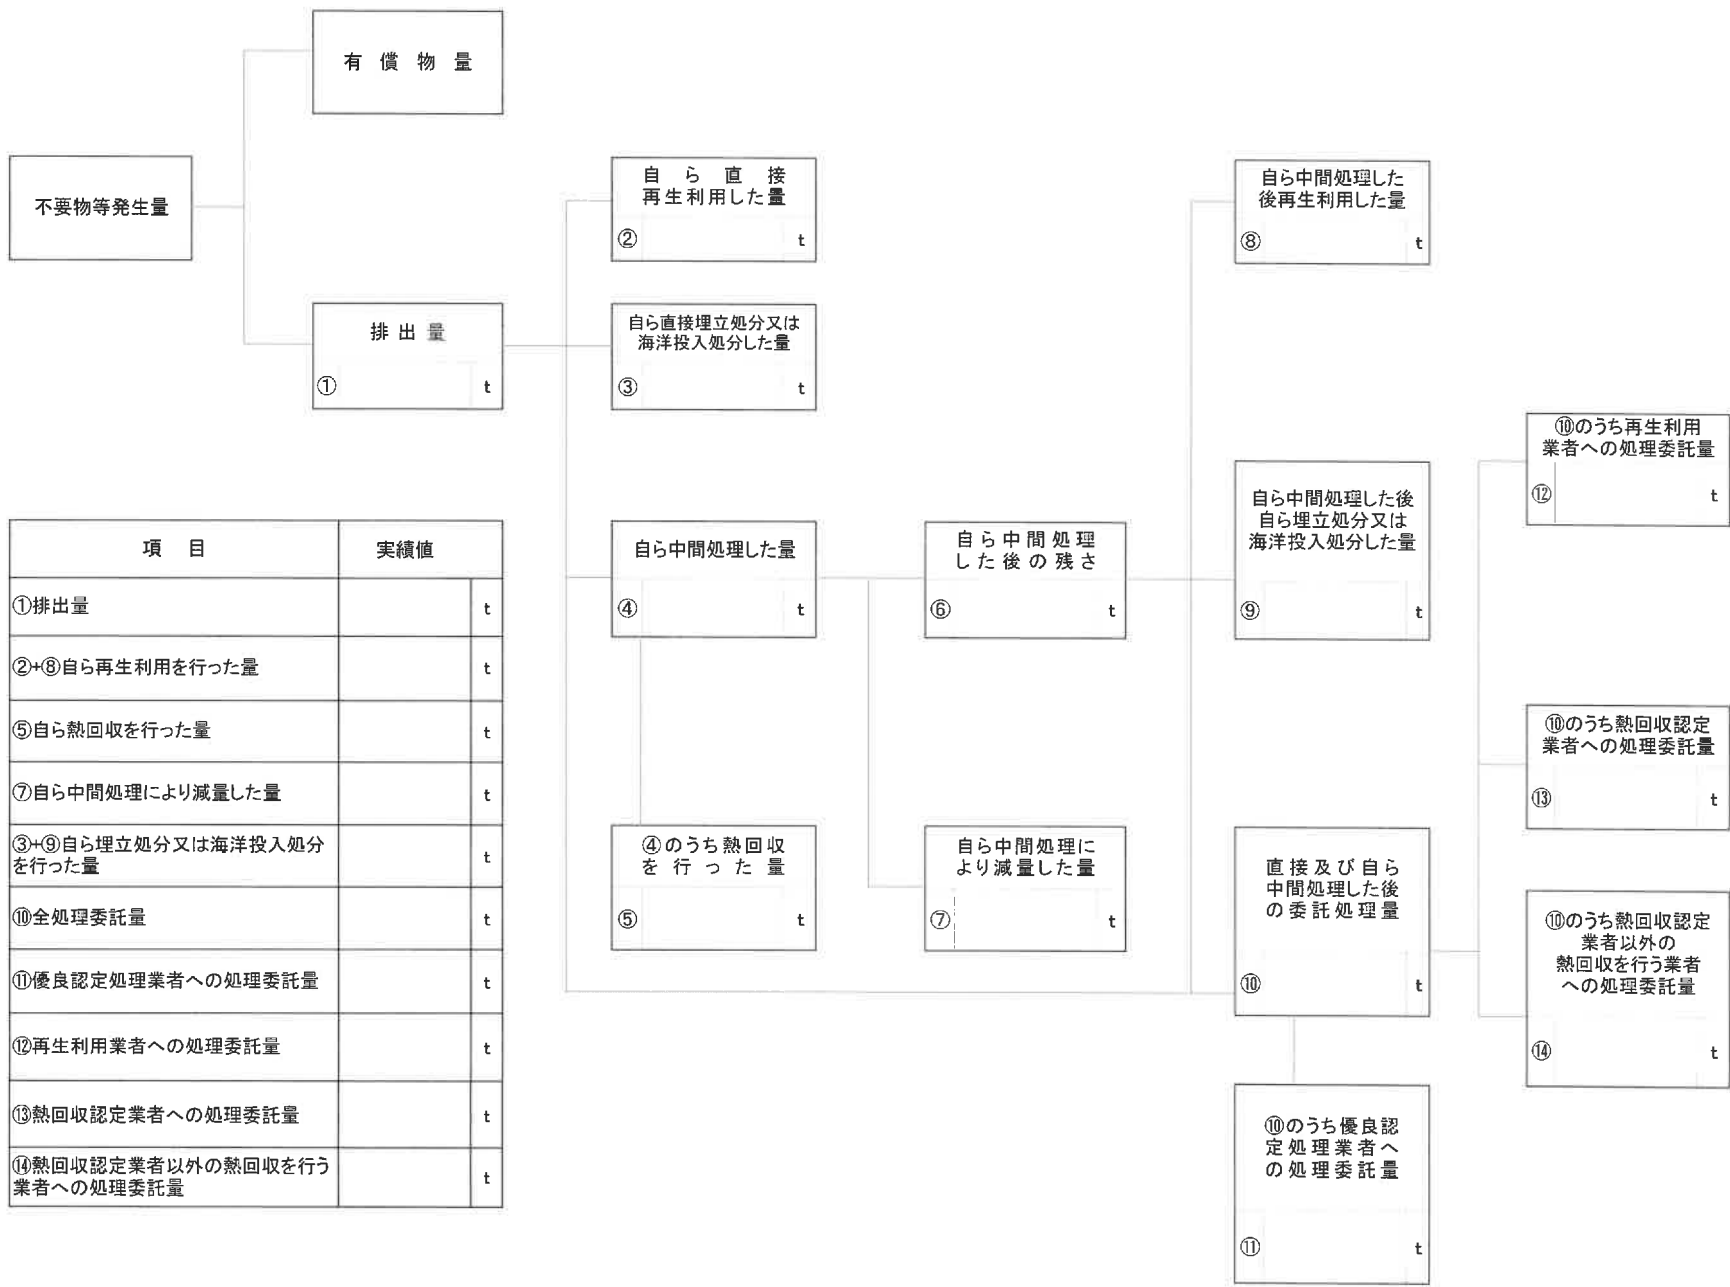 有償物量
不要物等発生量
排出量
① t
自ら直接
再生利用した量
② t
自ら直接埋立処分又は
海洋投入処分した量
③ t
自ら中間処理した量
④ t
④のうち熱回収
を行った量
⑤ t
自ら中間処理
した後の残さ
⑥ t
自ら中間処理に
より減量した量
⑦ t
自ら中間処理した
後再生利用した量
⑧ t
自ら中間処理した後
自ら埋立処分又は
海洋投入処分した量
⑨ t
直接及び自ら
中間処理した後
の委託処理量
⑩ t
⑩のうち優良認
定処理業者へ
の処理委託量
⑪ t
⑩のうち再生利用
業者への処理委託量
⑫ t
⑩のうち熱回収認定
業者への処理委託量
⑬ t
⑩のうち熱回収認定
業者以外の
熱回収を行う業者
への処理委託量
⑭ t
項目 実績値
①排出量 t
②+⑧自ら再生利用を行った量 t
⑤自ら熱回収を行った量 t
⑦自ら中間処理により減量した量 t
③+⑨自ら埋立処分又は海洋投入処分
を行った量 t
⑩全処理委託量 t
⑪優良認定処理業者への処理委託量 t
⑫再生利用業者への処理委託量 t
⑬熱回収認定業者への処理委託量 t
⑭熱回収認定業者以外の熱回収を行う
業者への処理委託量 t